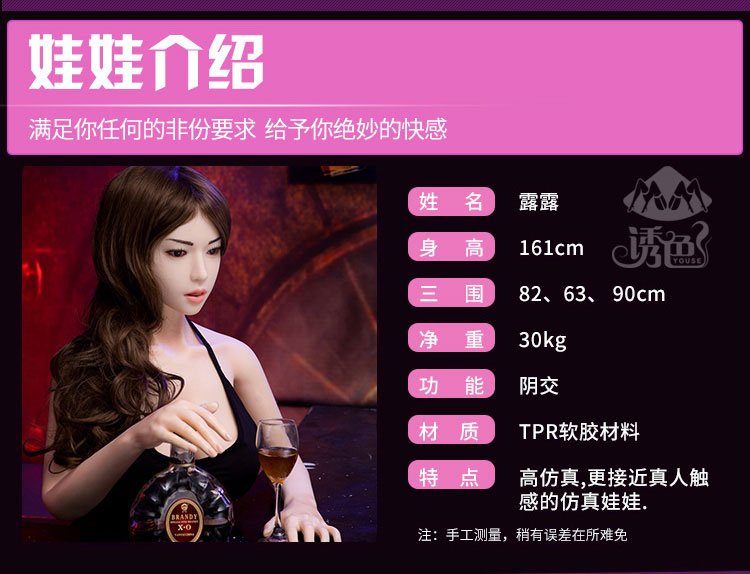 娃娃介绍
满足你任何的非份要求 给予你绝妙的快感
姓 名 露露
诱色
YOUSE
身 高 161cm
三 围 82、63、 90cm
净 重 30kg
功 能 阴交
材 质 TPR软胶材料
特 点 高仿真,更接近真人触
感的仿真娃娃.
注：手工测量，稍有误差在所难免
BRANDY
X·O